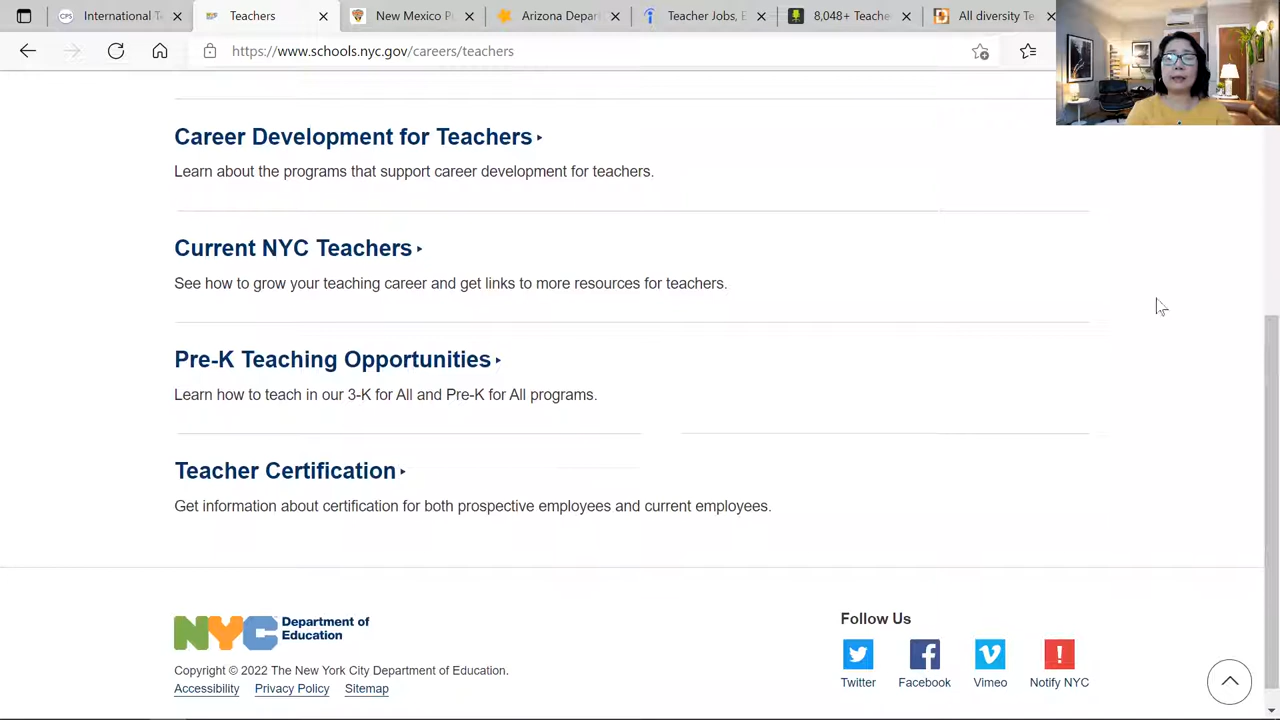 International T
Teachers
New Mexico Pu
Arizona Depar
Teacher Jobs, E
8,048+ Teache
All diversity Te
https://www.schools.nyc.gov/careers/teachers
Career Development for Teachers
Learn about the programs that support career development for teachers.
Current NYC Teachers
See how to grow your teaching career and get links to more resources for teachers.
Pre-K Teaching Opportunities
Learn how to teach in our 3-K for All and Pre-K for All programs.
Teacher Certification
Get information about certification for both prospective employees and current employees.
NYC Department of
Education
Copyright © 2022 The New York City Department of Education.
Accessibility Privacy Policy Sitemap
Follow Us
Twitter Facebook Vimeo Notify NYC